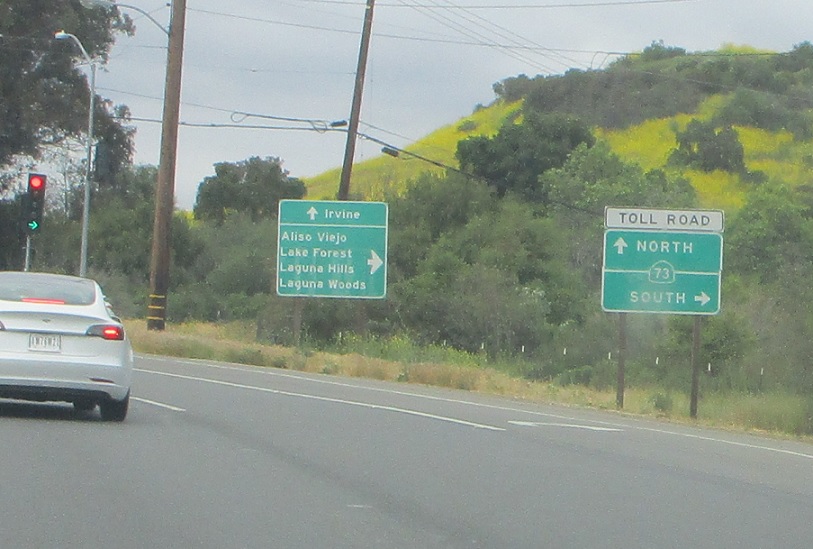 Irvine
Aliso Viejo
Lake Forest
Laguna Hills
Laguna Woods
TOLL ROAD
NORTH
73
SOUTH